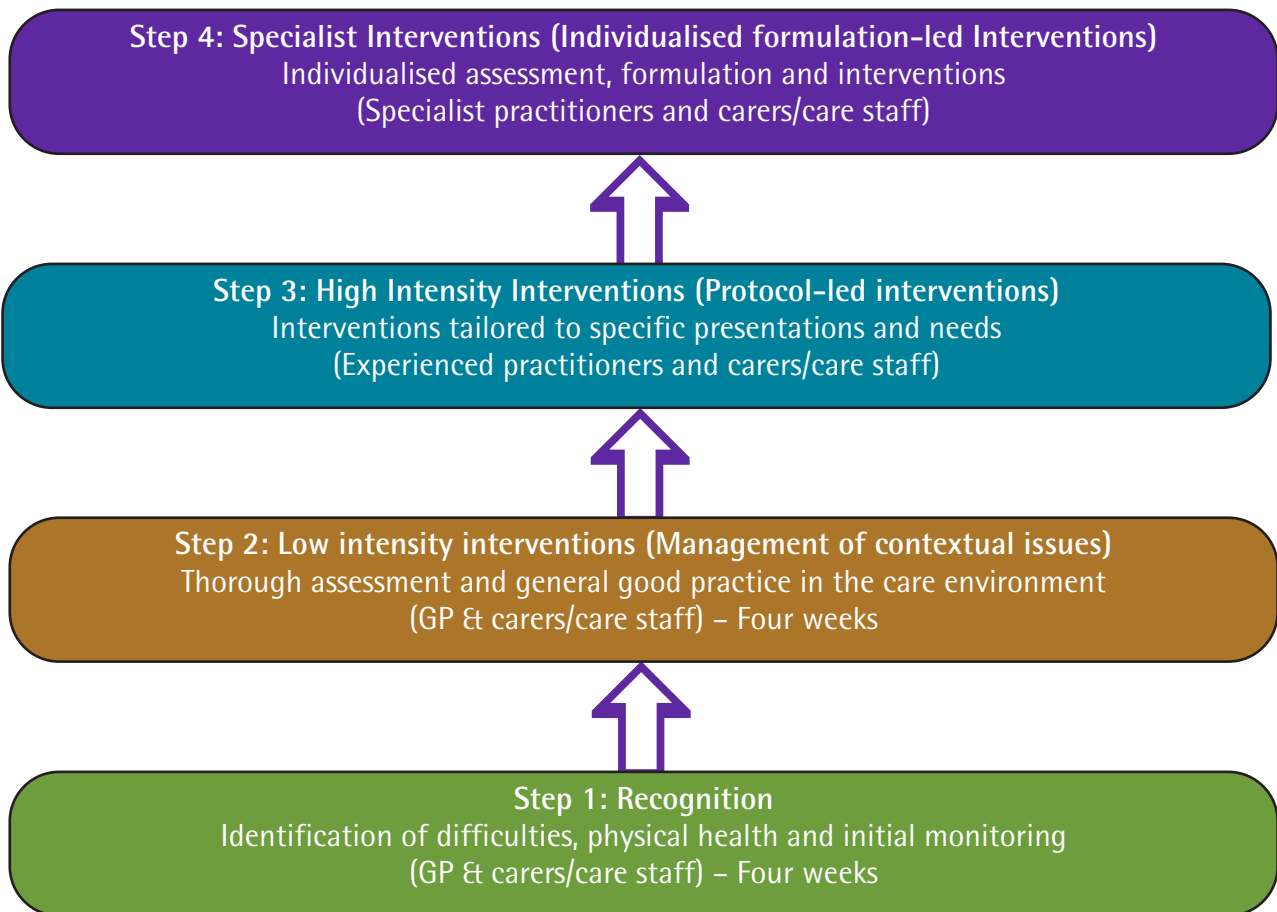 Step 4: Specialist Interventions (Individualised formulation-led Interventions)
Individualised assessment, formulation and interventions
(Specialist practitioners and carers/care staff)
Step 3: High Intensity Interventions (Protocol-led interventions)
Interventions tailored to specific presentations and needs
(Experienced practitioners and carers/care staff)
Step 2: Low intensity interventions (Management of contextual issues)
Thorough assessment and general good practice in the care environment
(GP & carers/care staff) – Four weeks
Step 1: Recognition
Identification of difficulties, physical health and initial monitoring
(GP & carers/care staff) – Four weeks